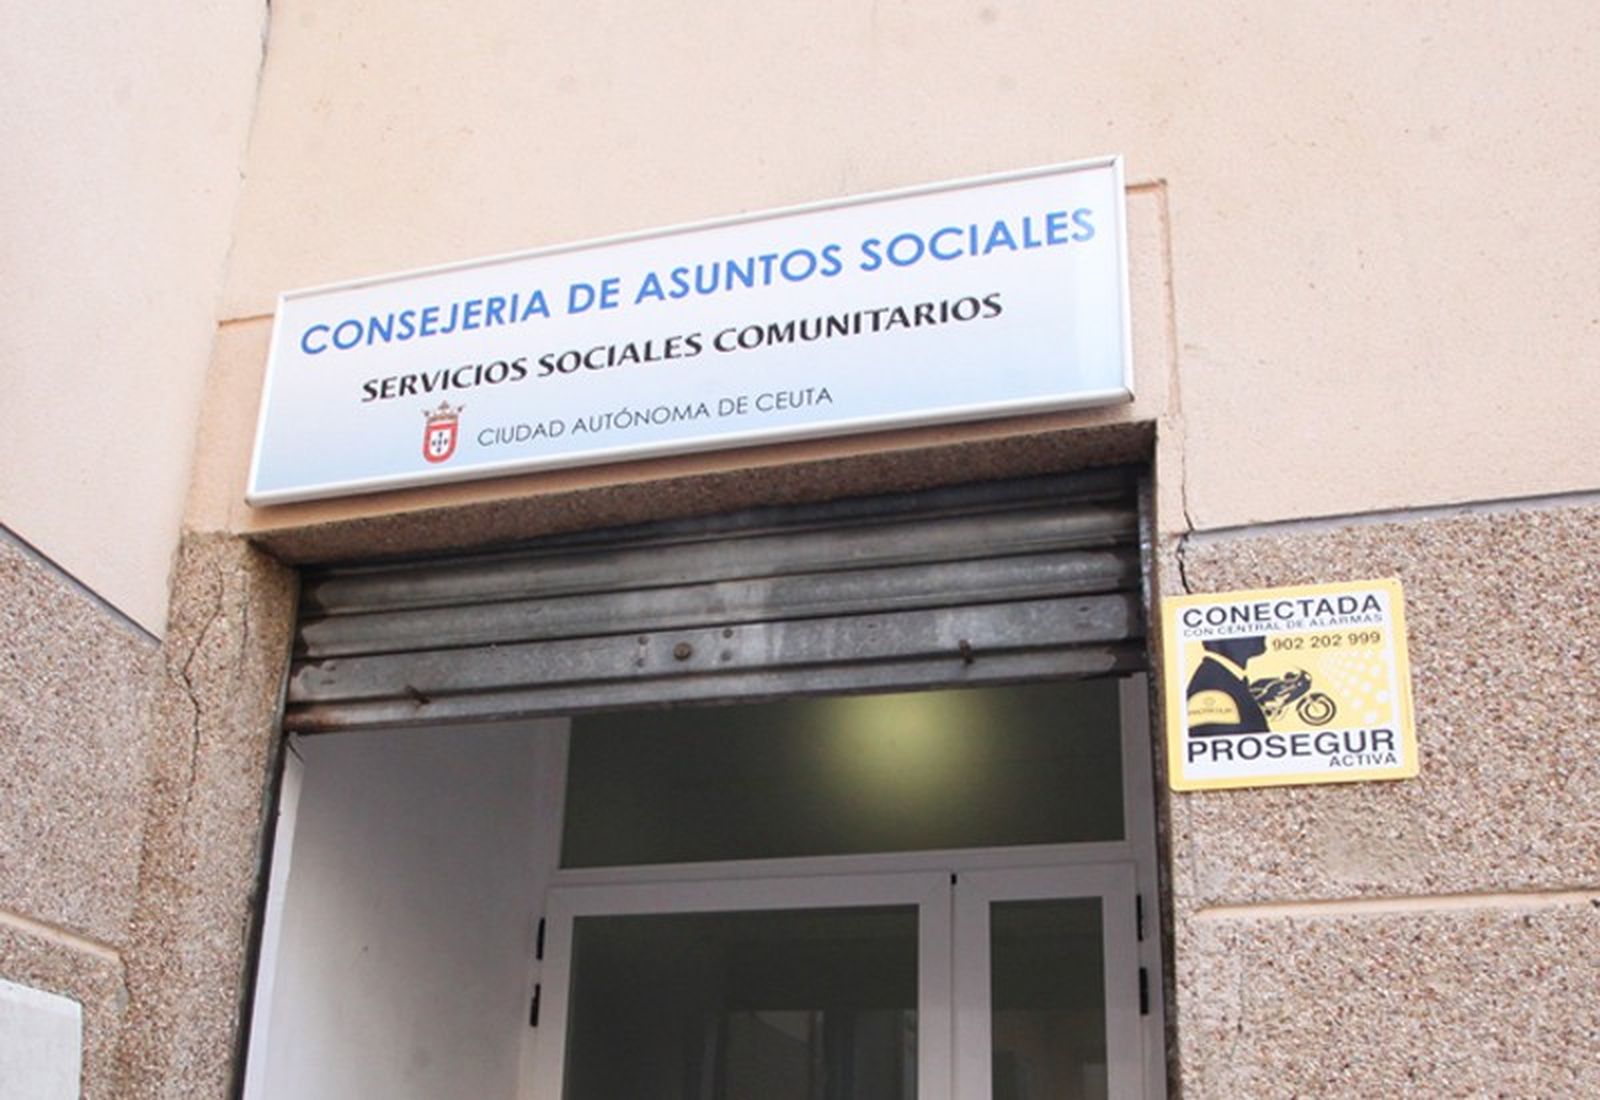 CONSEJERIA DE ASUNTOS SOCIALES
SERVICIOS SOCIALES COMUNITARIOS
CIUDAD AUTÓNOMA DE CEUTA
CONECTADA
CON CENTRAL DE ALARMAS
902 202 999
PROSEGUR
ACTIVA